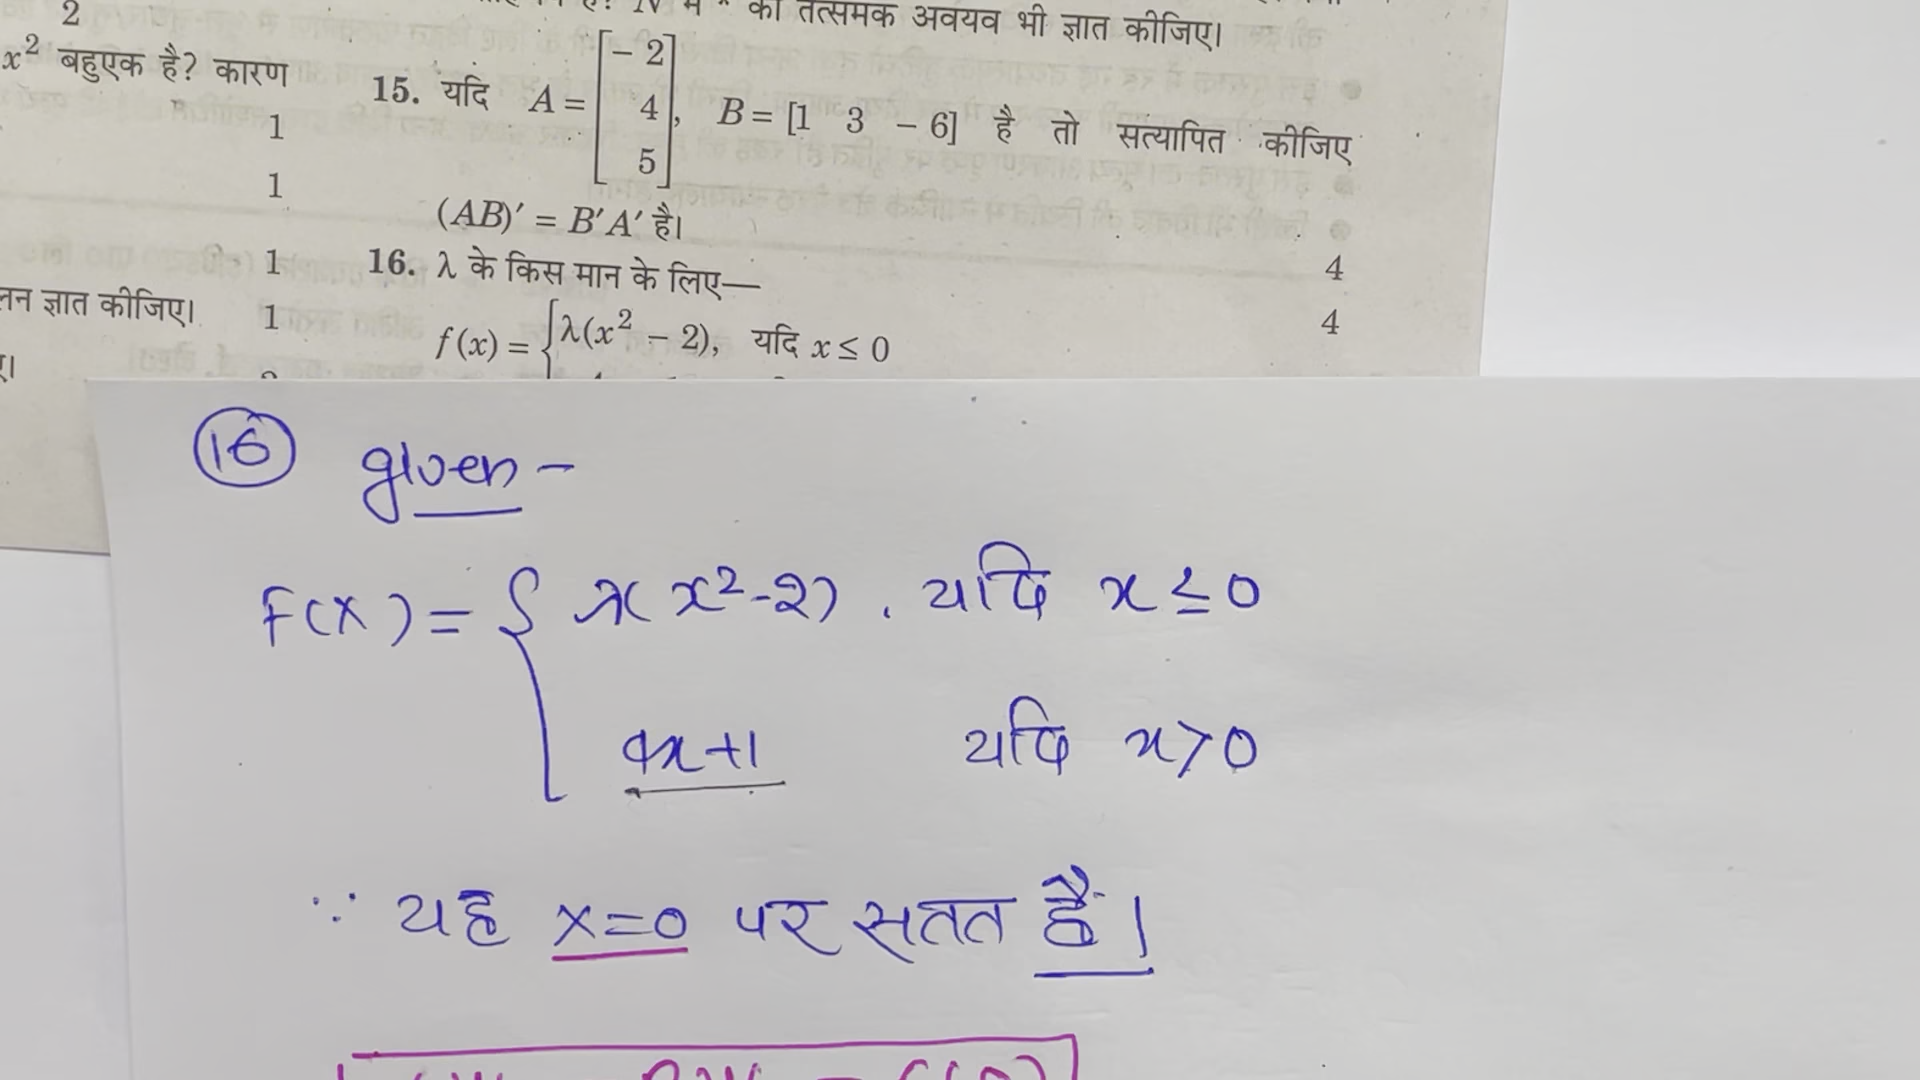 2
को तत्समक अवयव भी ज्ञात कीजिए।
x² बहुएक है? कारण
1
1
15. यदि A = [-2 4 5], B = [1 3 - 6] है तो सत्यापित कीजिए
(AB)′ = B′A′ है।
4
1
16. λ के किस मान के लिए—
ज्ञात कीजिए।
1
4
f(x) = { λ(x² – 2), यदि x ≤ 0
16 given -
F(X) = { λ( x²-2) . यदि x ≤ 0
4x+1 यदि x > 0
∵ यह x=0 पर सतत है।